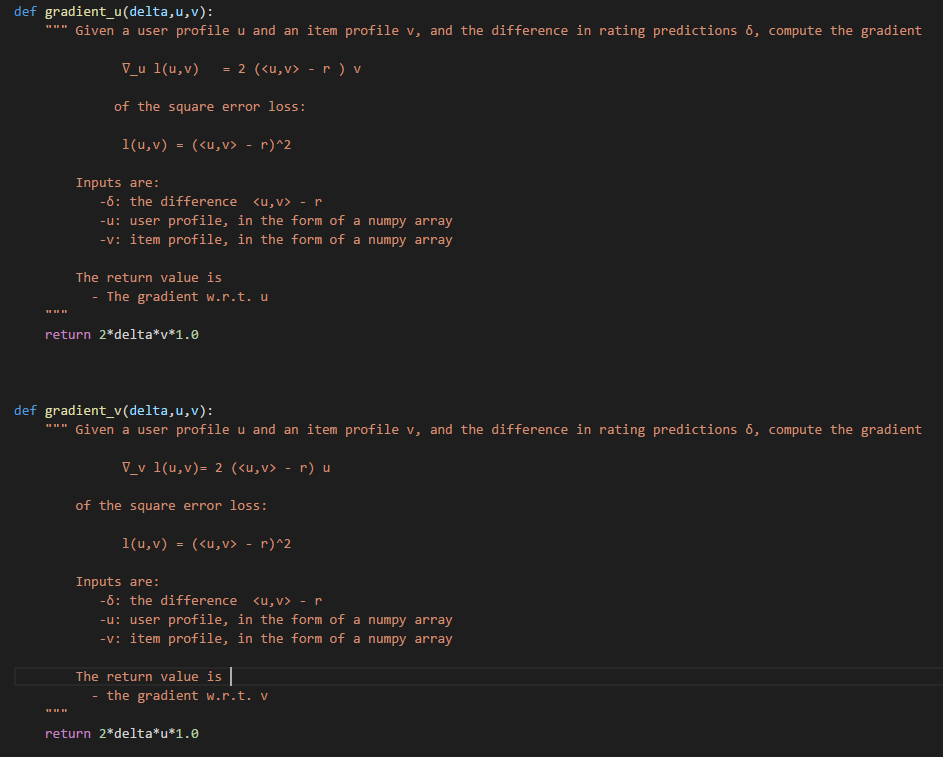 def gradient_u(delta,u,v):
""" Given a user profile u and an item profile v, and the difference in rating predictions δ, compute the gradient
∇_u l(u,v)   = 2 (<u,v> - r ) v
of the square error loss:
l(u,v) = (<u,v> - r)^2
Inputs are:
-δ: the difference  <u,v> - r
-u: user profile, in the form of a numpy array
-v: item profile, in the form of a numpy array
The return value is
- The gradient w.r.t. u
"""
return 2*delta*v*1.0
def gradient_v(delta,u,v):
""" Given a user profile u and an item profile v, and the difference in rating predictions δ, compute the gradient
∇_v l(u,v)= 2 (<u,v> - r) u
of the square error loss:
l(u,v) = (<u,v> - r)^2
Inputs are:
-δ: the difference  <u,v> - r
-u: user profile, in the form of a numpy array
-v: item profile, in the form of a numpy array
The return value is
- the gradient w.r.t. v
"""
return 2*delta*u*1.0